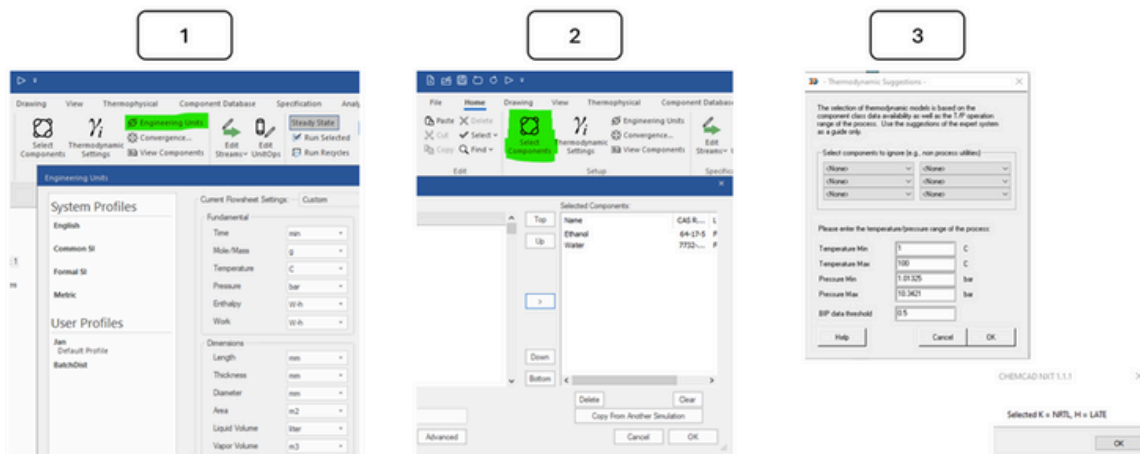 1
2
3
Drawing View Thermophysical Component Database Specification Analy
Select Components
Thermodynamic Settings
Engineering Units
Convergence...
View Components
Edit Streams
Edit UnitOps
Steady State
Run Selected
Run Recycles
Engineering Units
System Profiles
English
Common SI
Formal SI
Metric
User Profiles
Jan
Default Profile
BatchDist
Current Flowsheet Settings: Custom
Fundamental
Time min
Mole/Mass g
Temperature C
Pressure bar
Enthalpy W-h
Work W-h
Dimensions
Length mm
Thickness mm
Diameter mm
Area m2
Liquid Volume liter
Vapor Volume m3
File Home Drawing View Thermophysical Component Databas
Paste Delete
Cut Select
Copy Find
Edit
Select Components
Thermodynamic Settings
Engineering Units
Convergence...
View Components
Setup
Edit Streams
Specific
Selected Components:
Name CAS R... L
Ethanol 64-17-5 F
Water 7732-... F
Top
Up
>
Down
Bottom
Delete Clear
Copy From Another Simulation
Advanced
Cancel OK
- Thermodynamic Suggestions -
The selection of thermodynamic models is based on the
component class data availability as well as the T/P operation
range of the process. Use the suggestions of the expert system
as a guide only.
Select components to ignore (e.g., non process utilities)
<None> <None>
<None> <None>
<None> <None>
Please enter the temperature/pressure range of the process:
Temperature Min 1 C
Temperature Max 100 C
Pressure Min 1.01325 bar
Pressure Max 10.3421 bar
BIP data threshold 0.5
Help Cancel OK
CHEMCAD NXT 1.1.1
Selected K = NRTL, H = LATE
OK